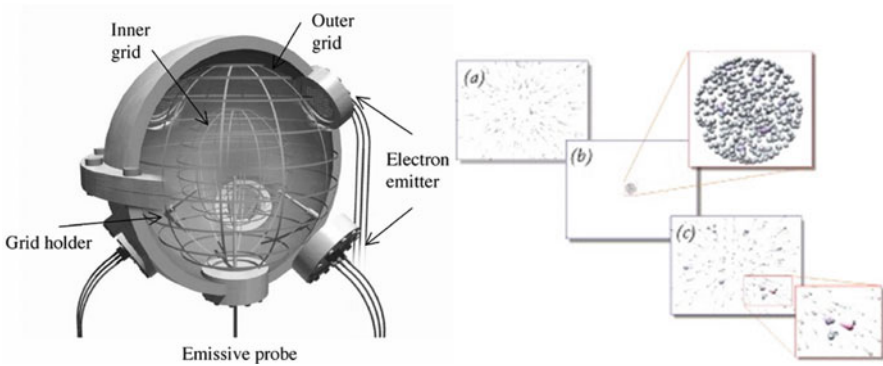 Inner
grid
Outer
grid
Electron
emitter
Grid holder
Emissive probe
(a)
(b)
(c)